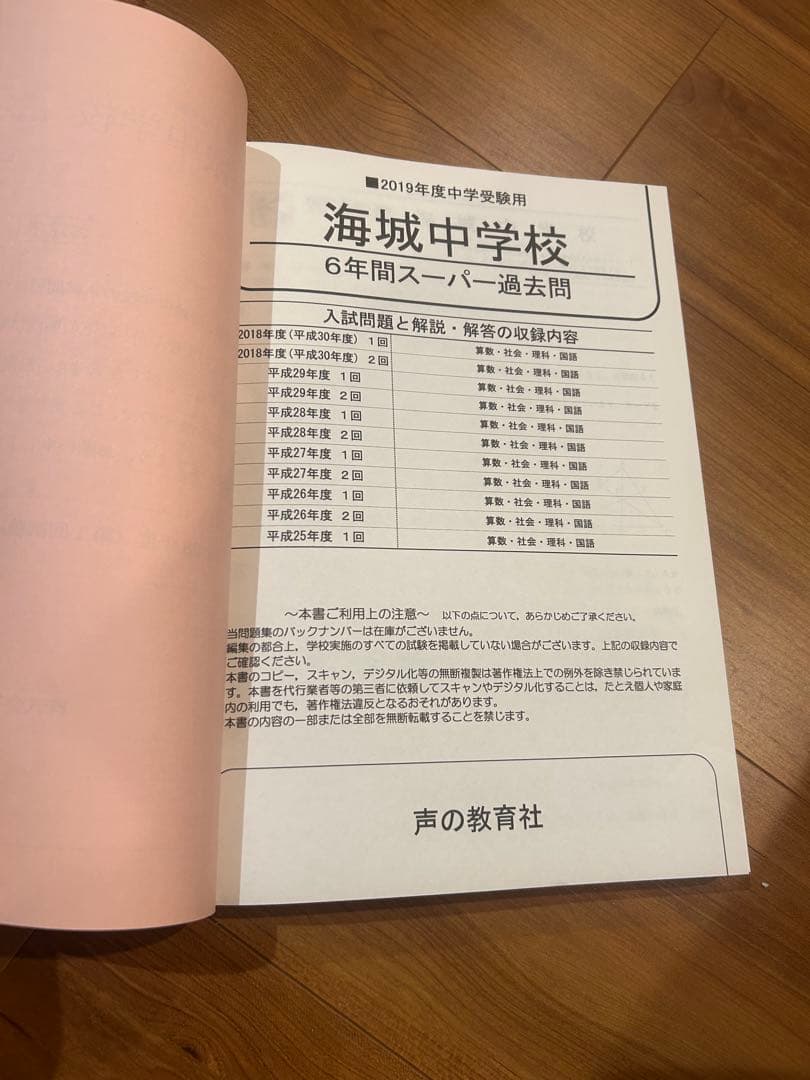 ■2019年度中学受験用
海城中学校
6年間スーパー過去問
入試問題と解説・解答の収録内容
2018年度(平成30年度) 1回 算数・社会・理科・国語
2018年度(平成30年度) 2回 算数・社会・理科・国語
平成29年度 1回 算数・社会・理科・国語
平成29年度 2回 算数・社会・理科・国語
平成28年度 1回 算数・社会・理科・国語
平成28年度 2回 算数・社会・理科・国語
平成27年度 1回 算数・社会・理科・国語
平成27年度 2回 算数・社会・理科・国語
平成26年度 1回 算数・社会・理科・国語
平成26年度 2回 算数・社会・理科・国語
平成25年度 1回 算数・社会・理科・国語
～本書ご利用上の注意～ 以下の点について，あらかじめご了承ください。
当問題集のバックナンバーは在庫がございません。
編集の都合上，学校実施のすべての試験を掲載していない場合がございます。上記の収録内容で
ご確認ください。
本書のコピー，スキャン，デジタル化等の無断複製は著作権法上での例外を除き禁じられていま
す。本書を代行業者等の第三者に依頼してスキャンやデジタル化することは，たとえ個人や家庭
内の利用でも，著作権法違反となるおそれがあります。
本書の内容の一部または全部を無断転載することを禁じます。
声の教育社